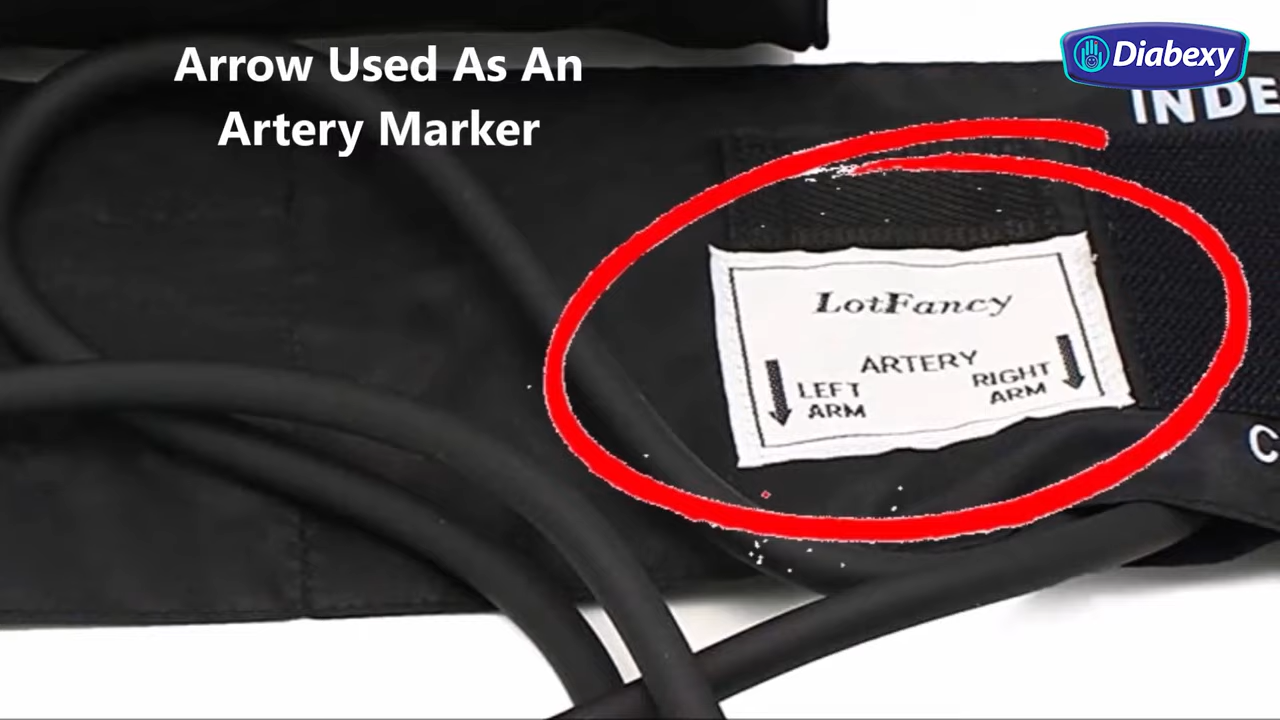 Arrow Used As An
Artery Marker
Diabexy
INDE
LotFancy
ARTERY
LEFT
ARM
RIGHT
ARM
C